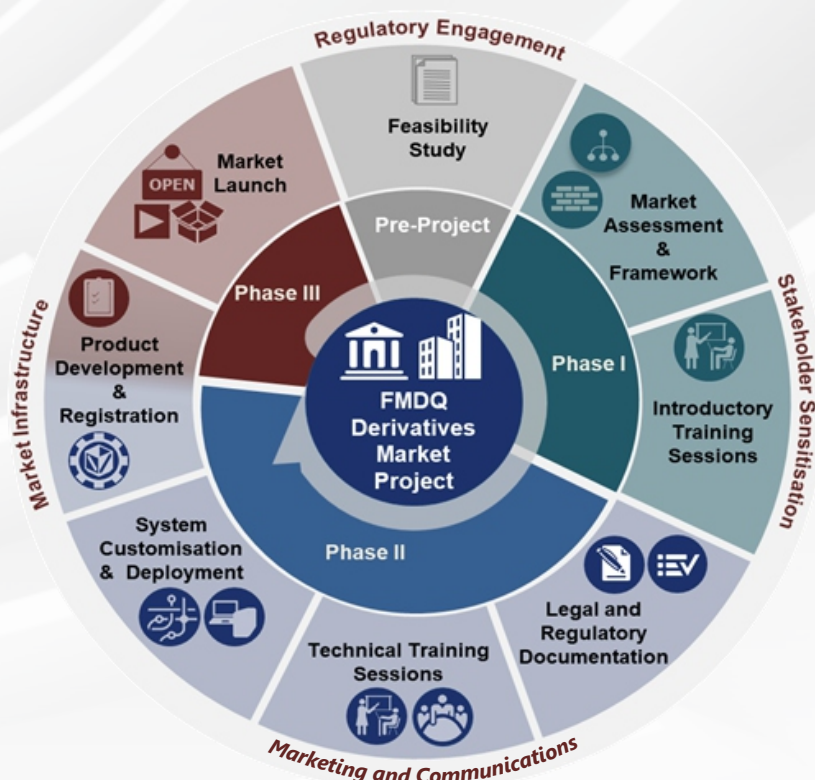 Regulatory Engagement
Feasibility
Study
Pre-Project
Market
Assessment
&
Framework
Phase I
Introductory
Training
Sessions
Stakeholder Sensitisation
Legal and
Regulatory
Documentation
Phase II
Technical Training
Sessions
Marketing and Communications
System
Customisation
& Deployment
Product
Development
&
Registration
Market Infrastructure
Phase III
OPEN
Market
Launch
FMDQ
Derivatives
Market
Project